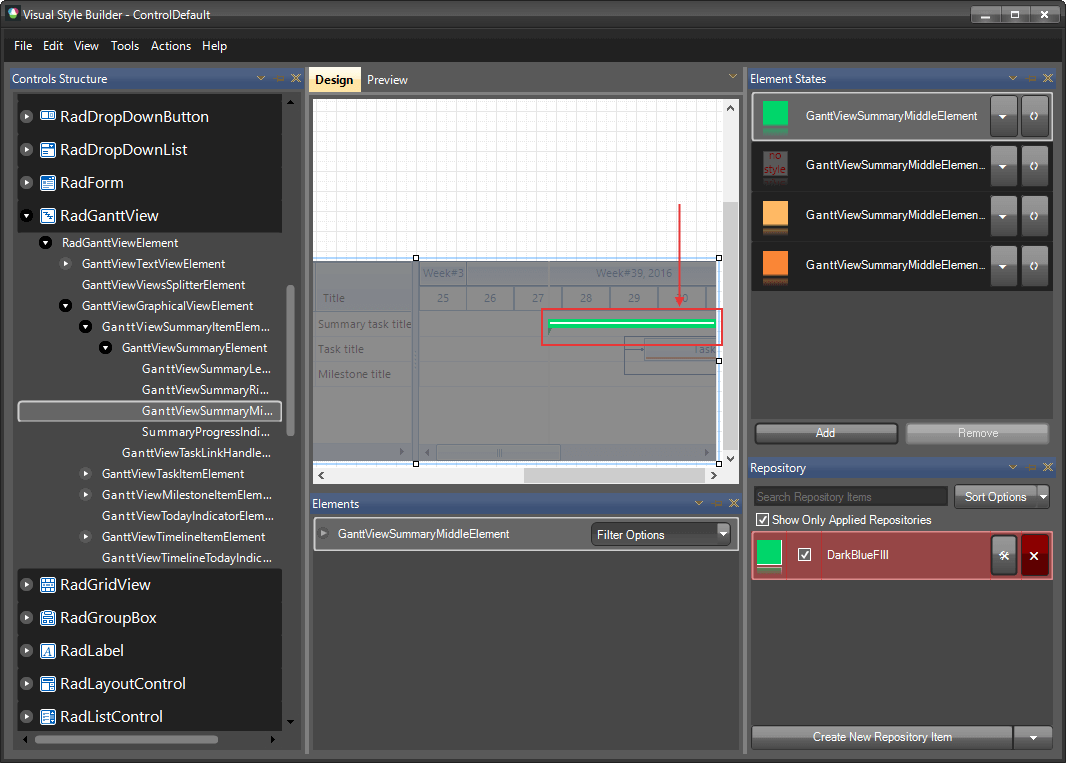 Visual Style Builder - ControlDefault
File Edit View Tools Actions Help
Controls Structure
RadDropDownButton
RadDropDownList
RadForm
RadGanttView
RadGanttViewElement
GanttViewTextViewElement
GanttViewViewsSplitterElement
GanttViewGraphicalViewElement
GanttViewSummaryItemElem...
GanttViewSummaryElement
GanttViewSummaryLe...
GanttViewSummaryRi...
GanttViewSummaryMi...
SummaryProgressIndi...
GanttViewTaskLinkHandle...
GanttViewTaskItemElement
GanttViewMilestoneItemElem...
GanttViewTodayIndicatorElem...
GanttViewTimelineItemElement
GanttViewTimelineTodayIndic...
RadGridView
RadGroupBox
RadLabel
RadLayoutControl
RadListControl
Design Preview
Week#3 Week#39, 2016
Title 25 26 27 28 29 30
Summary task title
Task title Task
Milestone title
Elements
GanttViewSummaryMiddleElement Filter Options
Element States
GanttViewSummaryMiddleElement
no style GanttViewSummaryMiddleElemen...
GanttViewSummaryMiddleElemen...
GanttViewSummaryMiddleElemen...
Add Remove
Repository
Search Repository Items Sort Options
Show Only Applied Repositories
DarkBlueFIll
Create New Repository Item